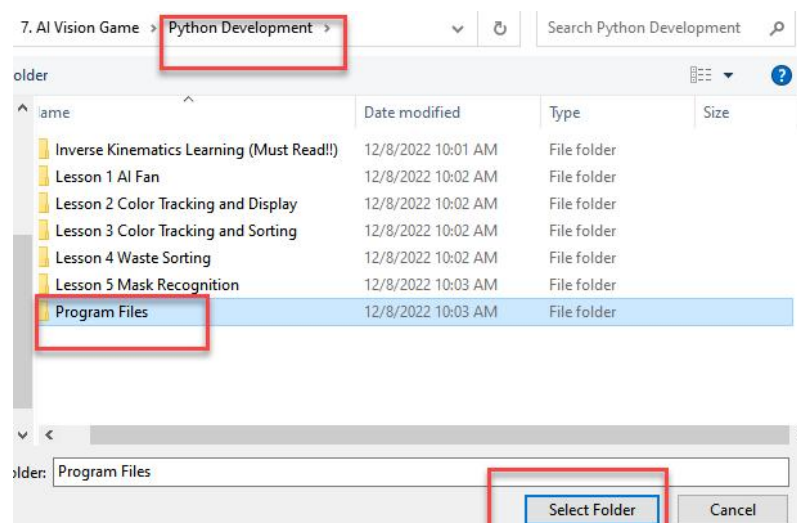 7. AI Vision Game > Python Development > Search Python Development
older
ame Date modified Type Size
Inverse Kinematics Learning (Must Read!!) 12/8/2022 10:01 AM File folder
Lesson 1 AI Fan 12/8/2022 10:02 AM File folder
Lesson 2 Color Tracking and Display 12/8/2022 10:02 AM File folder
Lesson 3 Color Tracking and Sorting 12/8/2022 10:02 AM File folder
Lesson 4 Waste Sorting 12/8/2022 10:02 AM File folder
Lesson 5 Mask Recognition 12/8/2022 10:03 AM File folder
Program Files 12/8/2022 10:03 AM File folder
older: Program Files
Select Folder Cancel